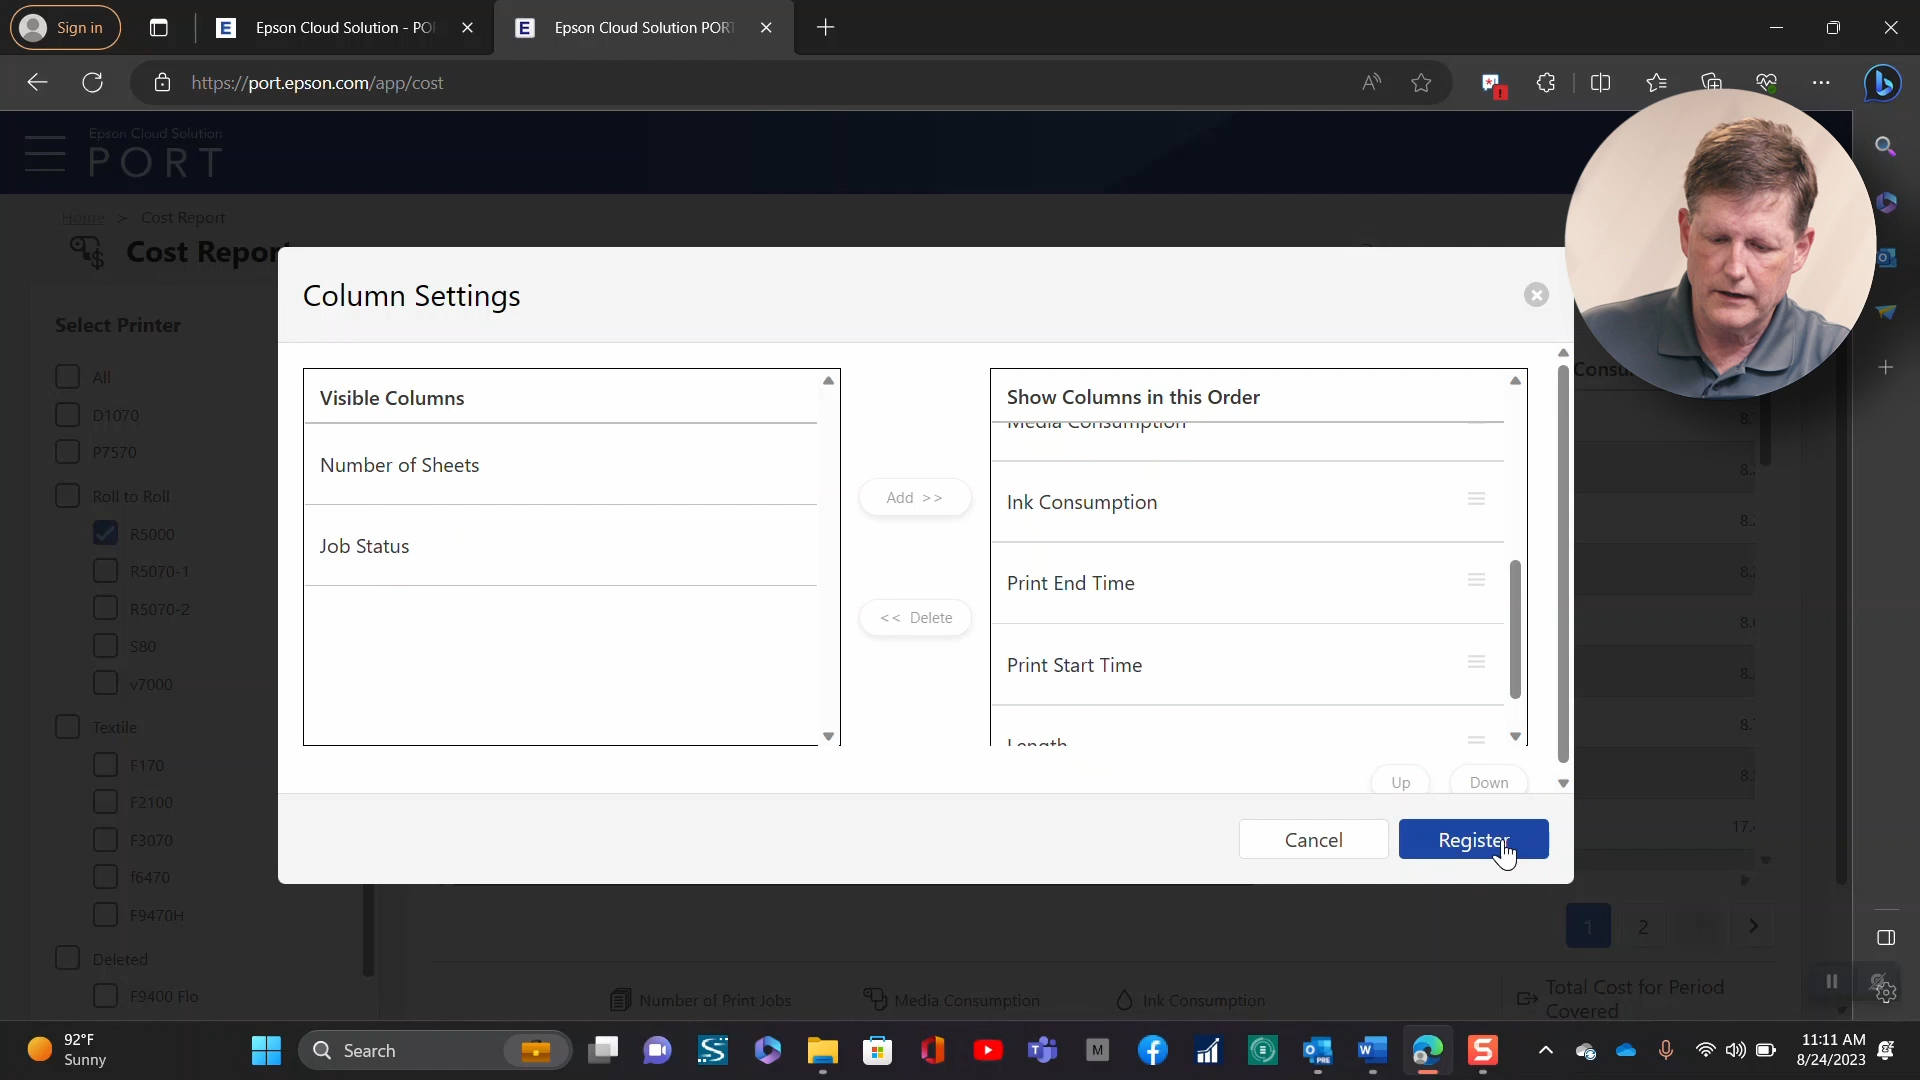 Sign in
Epson Cloud Solution - PO
Epson Cloud Solution POR
https://port.epson.com/app/cost
Epson Cloud Solution
PORT
Home > Cost Report
Cost Repor
Select Printer
All
D1070
P7570
Roll to Roll
R5000
R5070-1
R5070-2
S80
v7000
Textile
F170
F2100
F3070
f6470
F9470H
Deleted
F9400 Flo
Column Settings
Visible Columns
Number of Sheets
Job Status
Add >>
<< Delete
Show Columns in this Order
Media Consumption
Ink Consumption
Print End Time
Print Start Time
Length
Up
Down
Cancel
Register
1
2
>
Number of Print Jobs
Media Consumption
Ink Consumption
Total Cost for Period
Covered
92°F
Sunny
Search
11:11 AM
8/24/2023